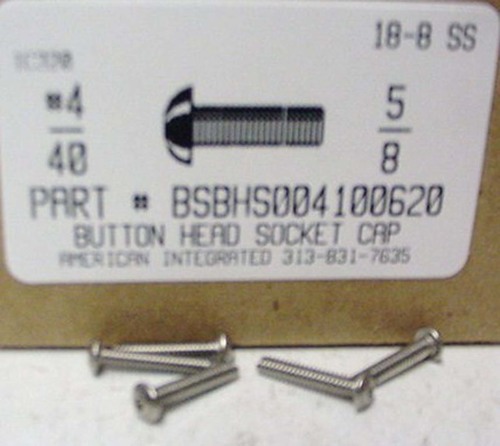 18-8 SS
#4
40
5
8
PART # BSBHS004100620
BUTTON HEAD SOCKET CAP
AMERICAN INTEGRATED 313-831-7635